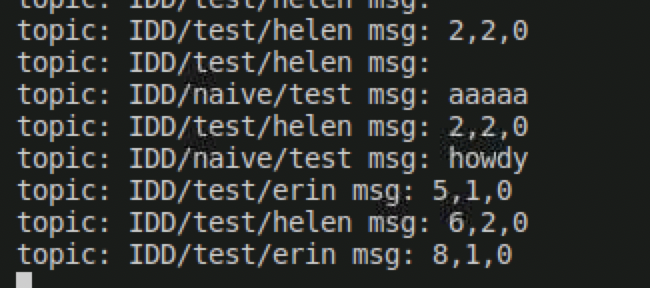 topic: IDD/test/helen msg:
topic: IDD/test/helen msg: 2,2,0
topic: IDD/test/helen msg:
topic: IDD/naive/test msg: aaaaa
topic: IDD/test/helen msg: 2,2,0
topic: IDD/naive/test msg: howdy
topic: IDD/test/erin msg: 5,1,0
topic: IDD/test/helen msg: 6,2,0
topic: IDD/test/erin msg: 8,1,0